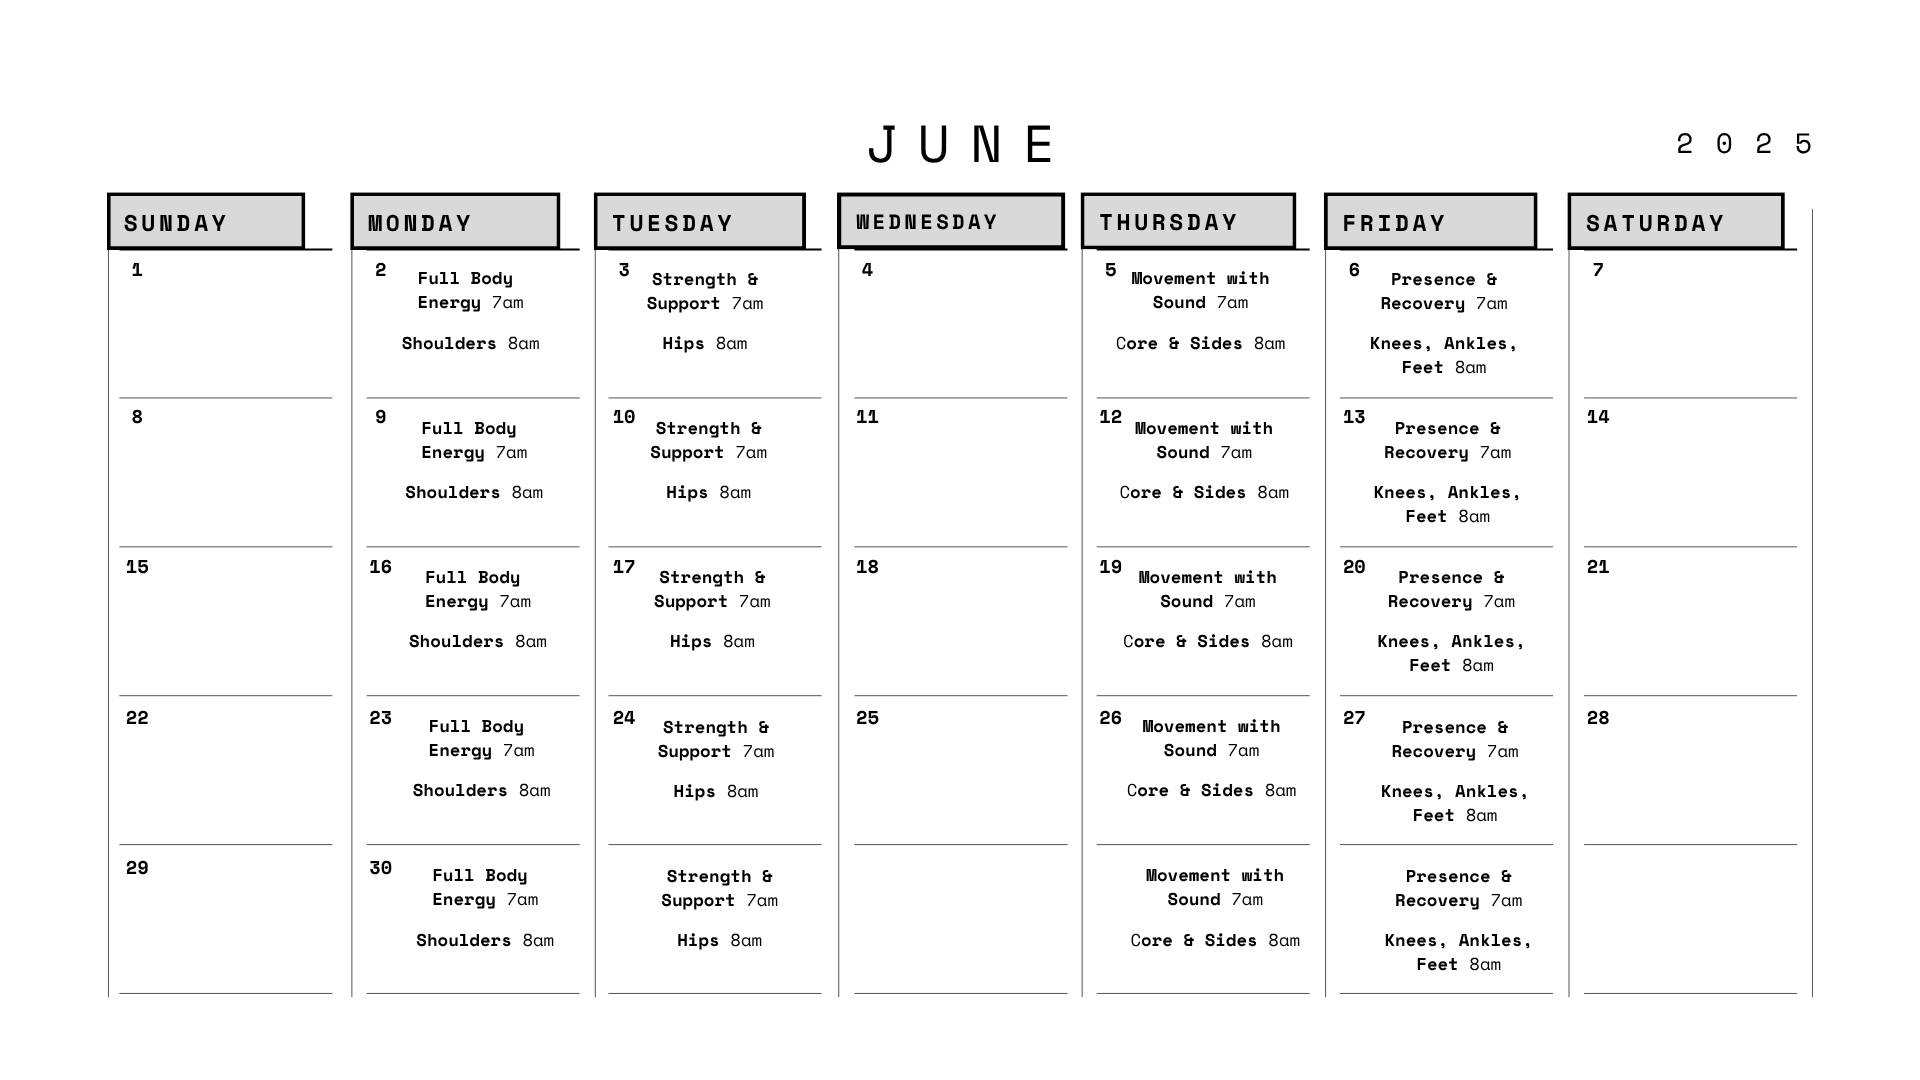 JUNE
2025
SUNDAY
MONDAY
TUESDAY
WEDNESDAY
THURSDAY
FRIDAY
SATURDAY
1
2
Full Body
Energy 7am
Shoulders 8am
3
Strength &
Support 7am
Hips 8am
4
5
Movement with
Sound 7am
Core & Sides 8am
6
Presence &
Recovery 7am
Knees, Ankles,
Feet 8am
7
8
9
Full Body
Energy 7am
Shoulders 8am
10
Strength &
Support 7am
Hips 8am
11
12
Movement with
Sound 7am
Core & Sides 8am
13
Presence &
Recovery 7am
Knees, Ankles,
Feet 8am
14
15
16
Full Body
Energy 7am
Shoulders 8am
17
Strength &
Support 7am
Hips 8am
18
19
Movement with
Sound 7am
Core & Sides 8am
20
Presence &
Recovery 7am
Knees, Ankles,
Feet 8am
21
22
23
Full Body
Energy 7am
Shoulders 8am
24
Strength &
Support 7am
Hips 8am
25
26
Movement with
Sound 7am
Core & Sides 8am
27
Presence &
Recovery 7am
Knees, Ankles,
Feet 8am
28
29
30
Full Body
Energy 7am
Shoulders 8am
Strength &
Support 7am
Hips 8am
Movement with
Sound 7am
Core & Sides 8am
Presence &
Recovery 7am
Knees, Ankles,
Feet 8am